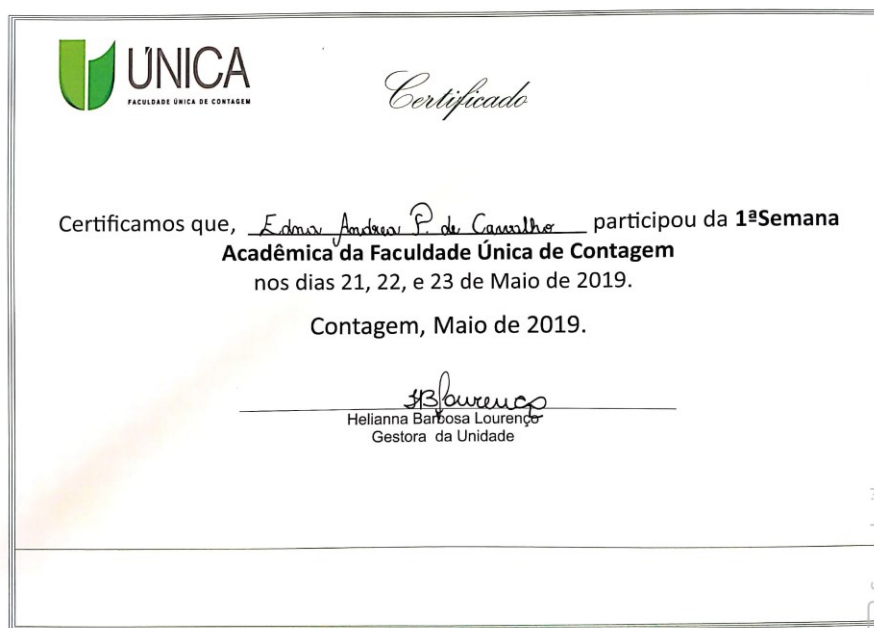 ÚNICA
FACULDADE ÚNICA DE CONTAGEM
Certificado
Certificamos que, Edna Andrea P. de Carvalho participou da 1ªSemana
Acadêmica da Faculdade Única de Contagem
nos dias 21, 22, e 23 de Maio de 2019.
Contagem, Maio de 2019.
HBLourenço
Helianna Barbosa Lourenço
Gestora da Unidade